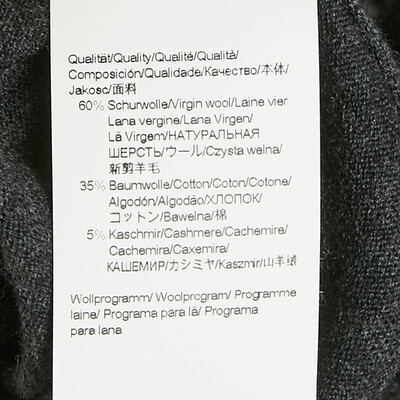 Qualität/Quality/Qualité/Qualità/
Composición/Qualidade/Качество/本体/
Jakość/面料
60% Schurwolle/Virgin wool/Laine vier
Lana vergine/Lana Virgen/
Lã Virgem/НАТУРАЛЬНАЯ
ШЕРСТЬ/ウール/Czysta welna/
新剪羊毛
35% Baumwolle/Cotton/Coton/Cotone/
Algodón/Algodão/ХЛОПОК/
コットン/Bawelna/棉
5% Kaschmir/Cashmere/Cachemire/
Cachemira/Caxemira/
КАШЕМИР/カシミヤ/Kaszmir/山羊绒
Wollprogramm/ Woolprogram/ Programme
laine/ Programa para lã/ Programa
para lana